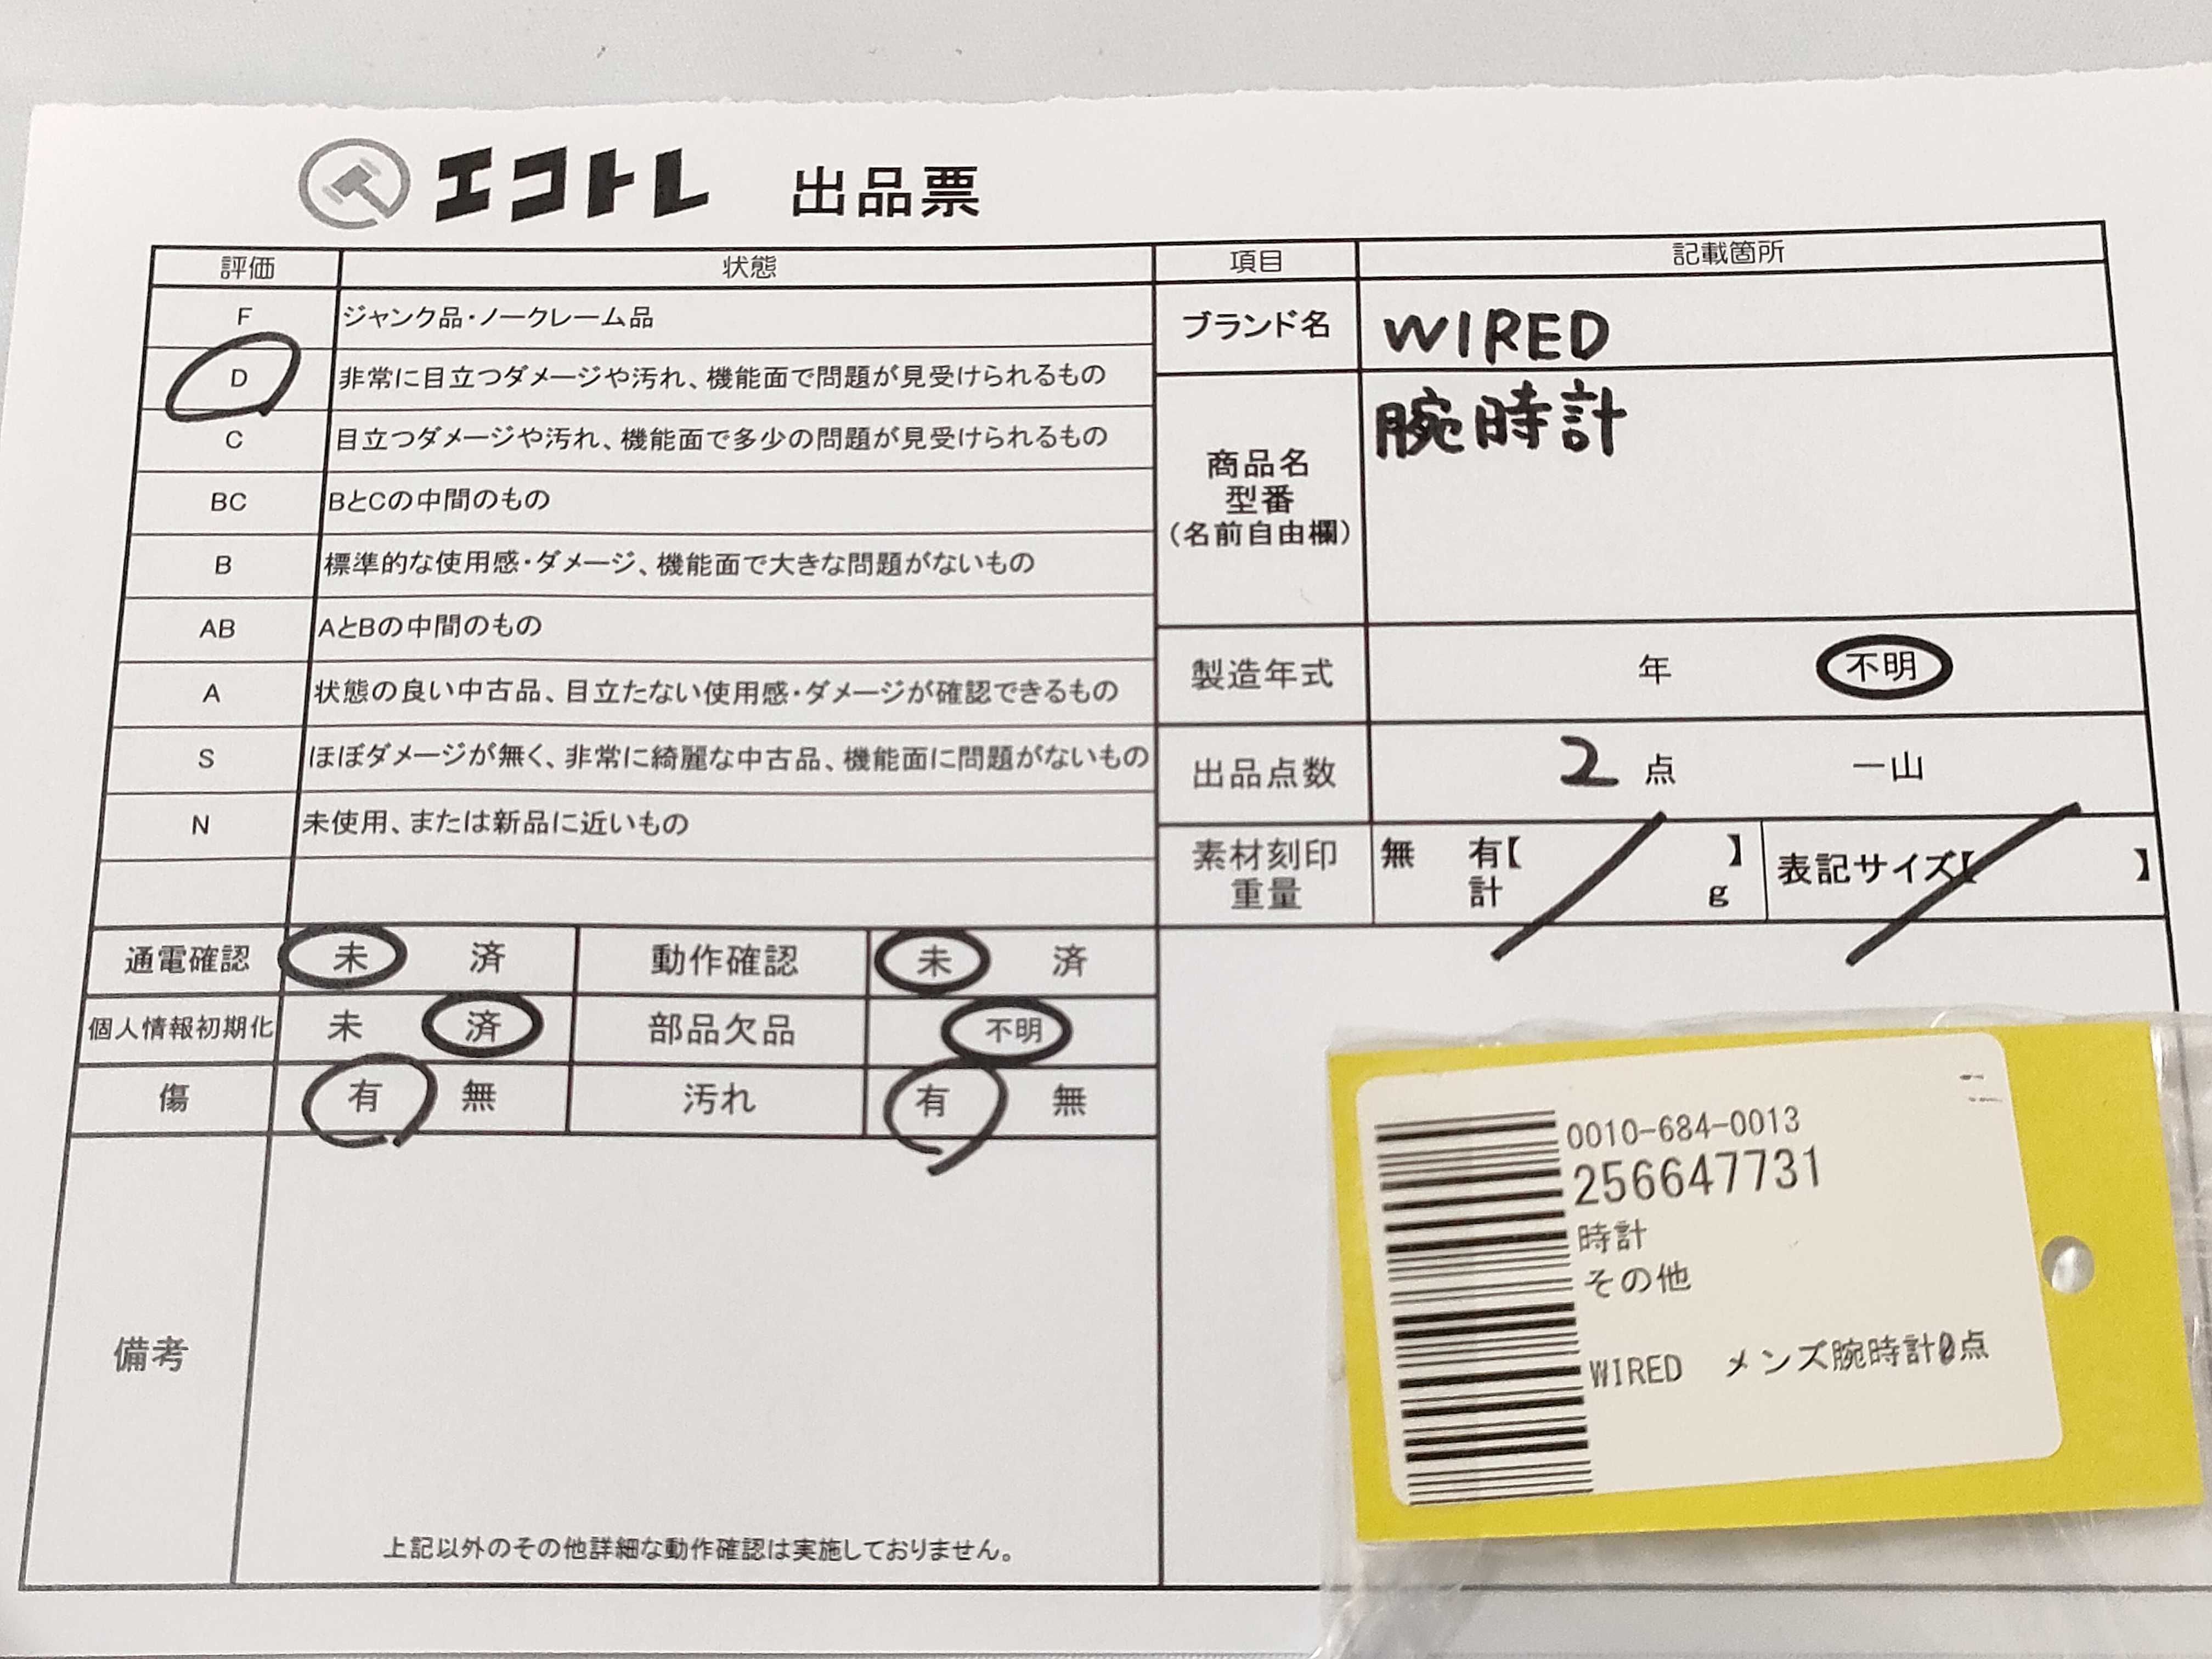 エコトレ 出品票
評価 状態 項目 記載箇所
F ジャンク品・ノークレーム品
D 非常に目立つダメージや汚れ、機能面で問題が見受けられるもの
C 目立つダメージや汚れ、機能面で多少の問題が見受けられるもの
BC BとCの中間のもの
B 標準的な使用感・ダメージ、機能面で大きな問題がないもの
AB AとBの中間のもの
A 状態の良い中古品、目立たない使用感・ダメージが確認できるもの
S ほぼダメージが無く、非常に綺麗な中古品、機能面に問題がないもの
N 未使用、または新品に近いもの
ブランド名 WIRED
商品名
型番
(名前自由欄)
腕時計
製造年式 年 不明
出品点数 2 点 一山
素材刻印
重量
無 有【 】
計 g
表記サイズ【 】
通電確認 未 済 動作確認 未 済
個人情報初期化 未 済 部品欠品 不明
傷 有 無 汚れ 有 無
備考
上記以外のその他詳細な動作確認は実施しておりません。
0010-684-0013
256647731
時計
その他
WIRED メンズ腕時計 点